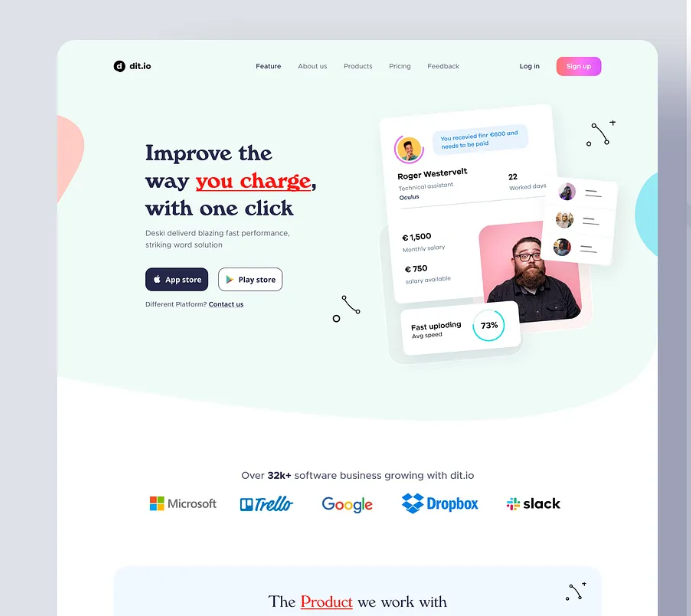 d dit.io
Feature About us Products Pricing Feedback
Log in
Sign up
Improve the
way you charge,
with one click
Deski deliverd blazing fast performance,
striking word solution
App store
Play store
Different Platform? Contact us
You recevied finr €600 and
needs to be paid
Roger Westervelt
Technical assistant
Oculus
22
Worked days
€ 1,500
Monthly salary
€ 750
salary available
Fast uploding
Avg speed
73%
Over 32k+ software business growing with dit.io
Microsoft
Trello
Google
Dropbox
slack
The Product we work with